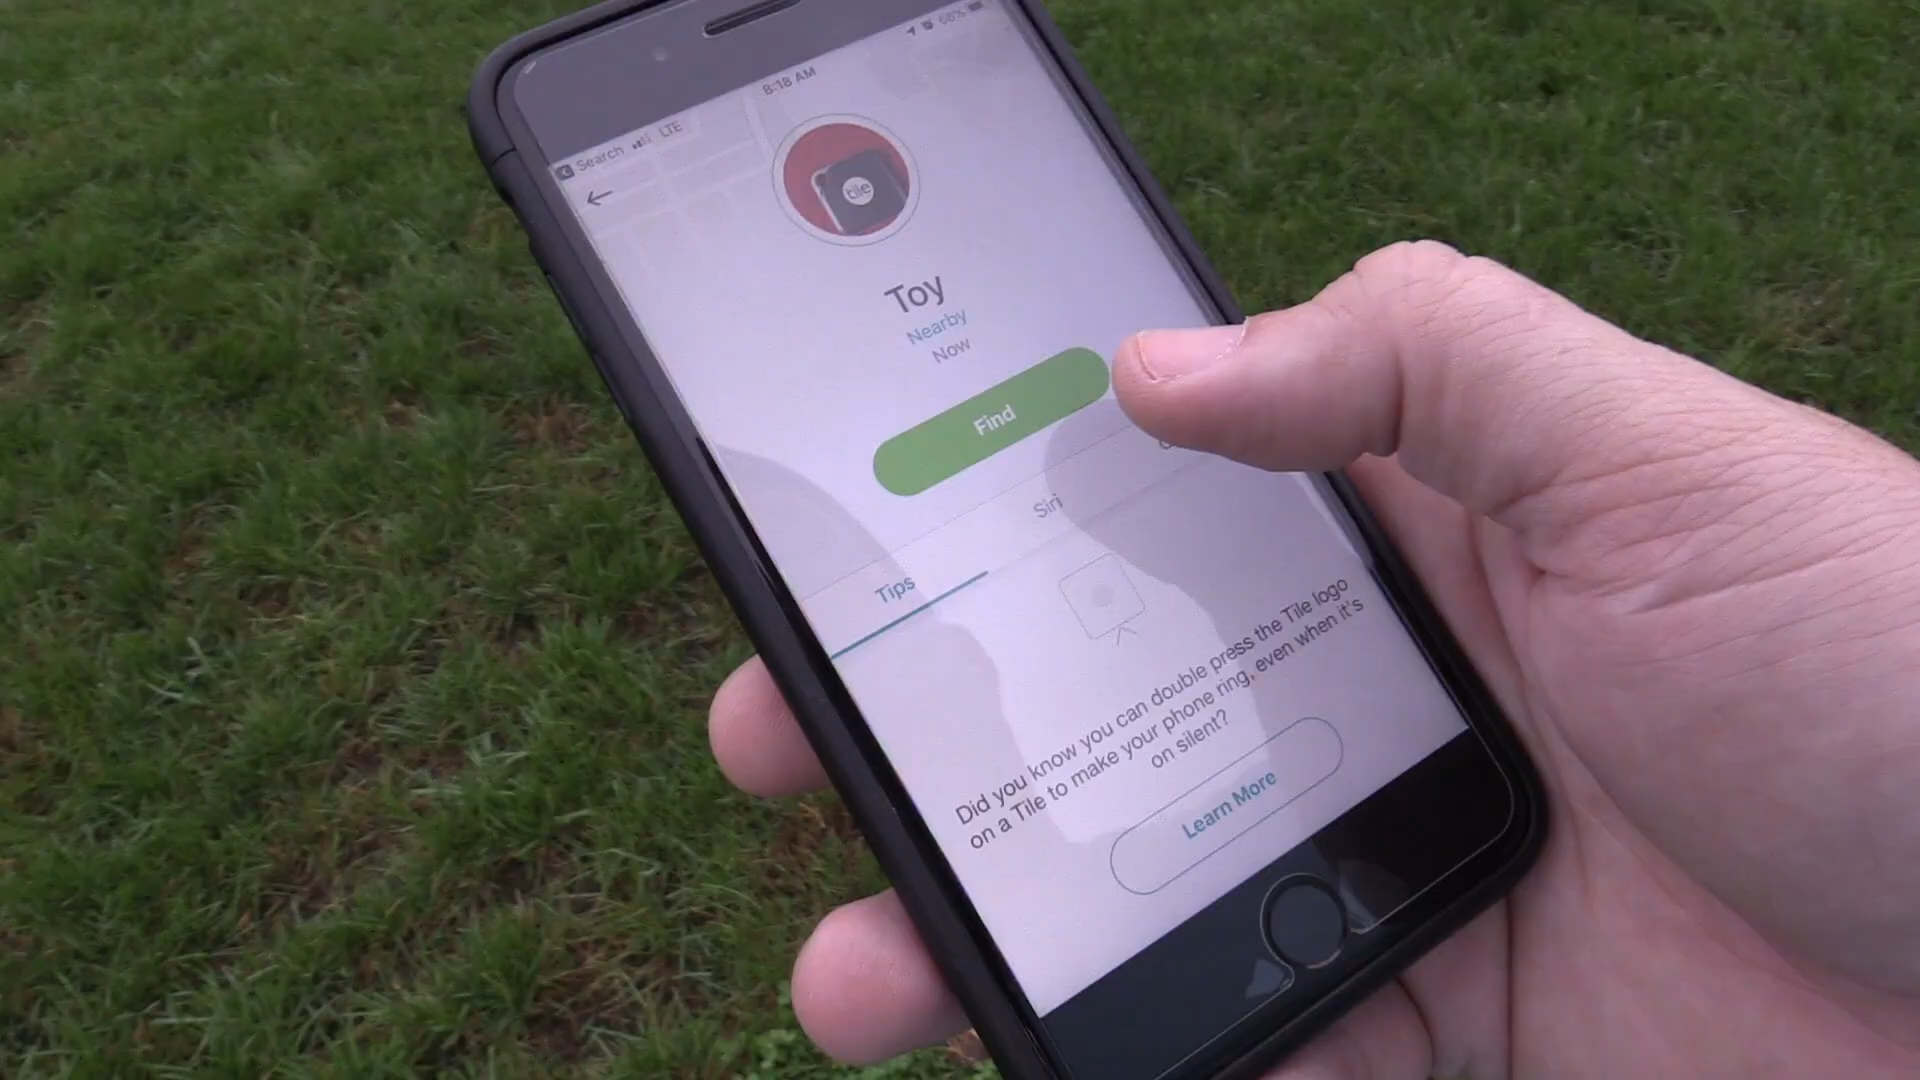 8:18 AM
66%
Search LTE
tile
Toy
Nearby
Now
Find
Tips
Siri
Did you know you can double press the Tile logo
on a Tile to make your phone ring, even when it's
on silent?
Learn More